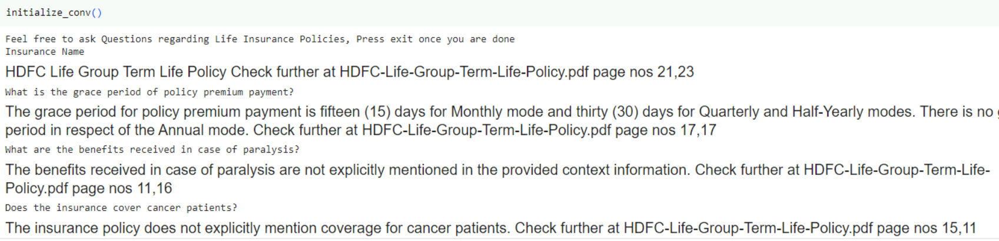 initialize_conv()
Feel free to ask Questions regarding Life Insurance Policies, Press exit once you are done
Insurance Name
HDFC Life Group Term Life Policy Check further at HDFC-Life-Group-Term-Life-Policy.pdf page nos 21,23
What is the grace period of policy premium payment?
The grace period for policy premium payment is fifteen (15) days for Monthly mode and thirty (30) days for Quarterly and Half-Yearly modes. There is no
period in respect of the Annual mode. Check further at HDFC-Life-Group-Term-Life-Policy.pdf page nos 17,17
What are the benefits received in case of paralysis?
The benefits received in case of paralysis are not explicitly mentioned in the provided context information. Check further at HDFC-Life-Group-Term-Life-
Policy.pdf page nos 11,16
Does the insurance cover cancer patients?
The insurance policy does not explicitly mention coverage for cancer patients. Check further at HDFC-Life-Group-Term-Life-Policy.pdf page nos 15,11